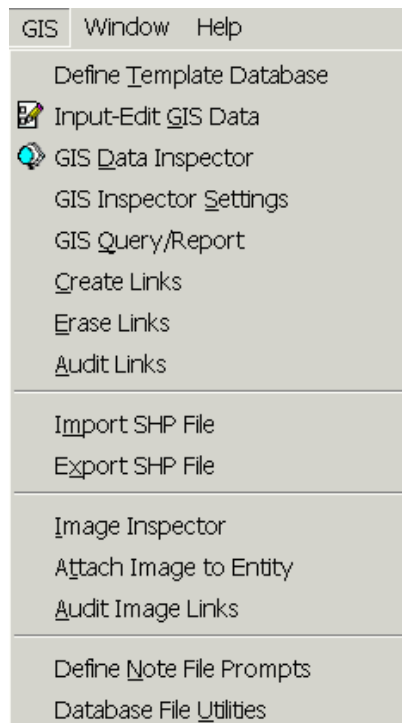 GIS Window Help
Define Template Database
Input-Edit GIS Data
GIS Data Inspector
GIS Inspector Settings
GIS Query/Report
Create Links
Erase Links
Audit Links
Import SHP File
Export SHP File
Image Inspector
Attach Image to Entity
Audit Image Links
Define Note File Prompts
Database File Utilities